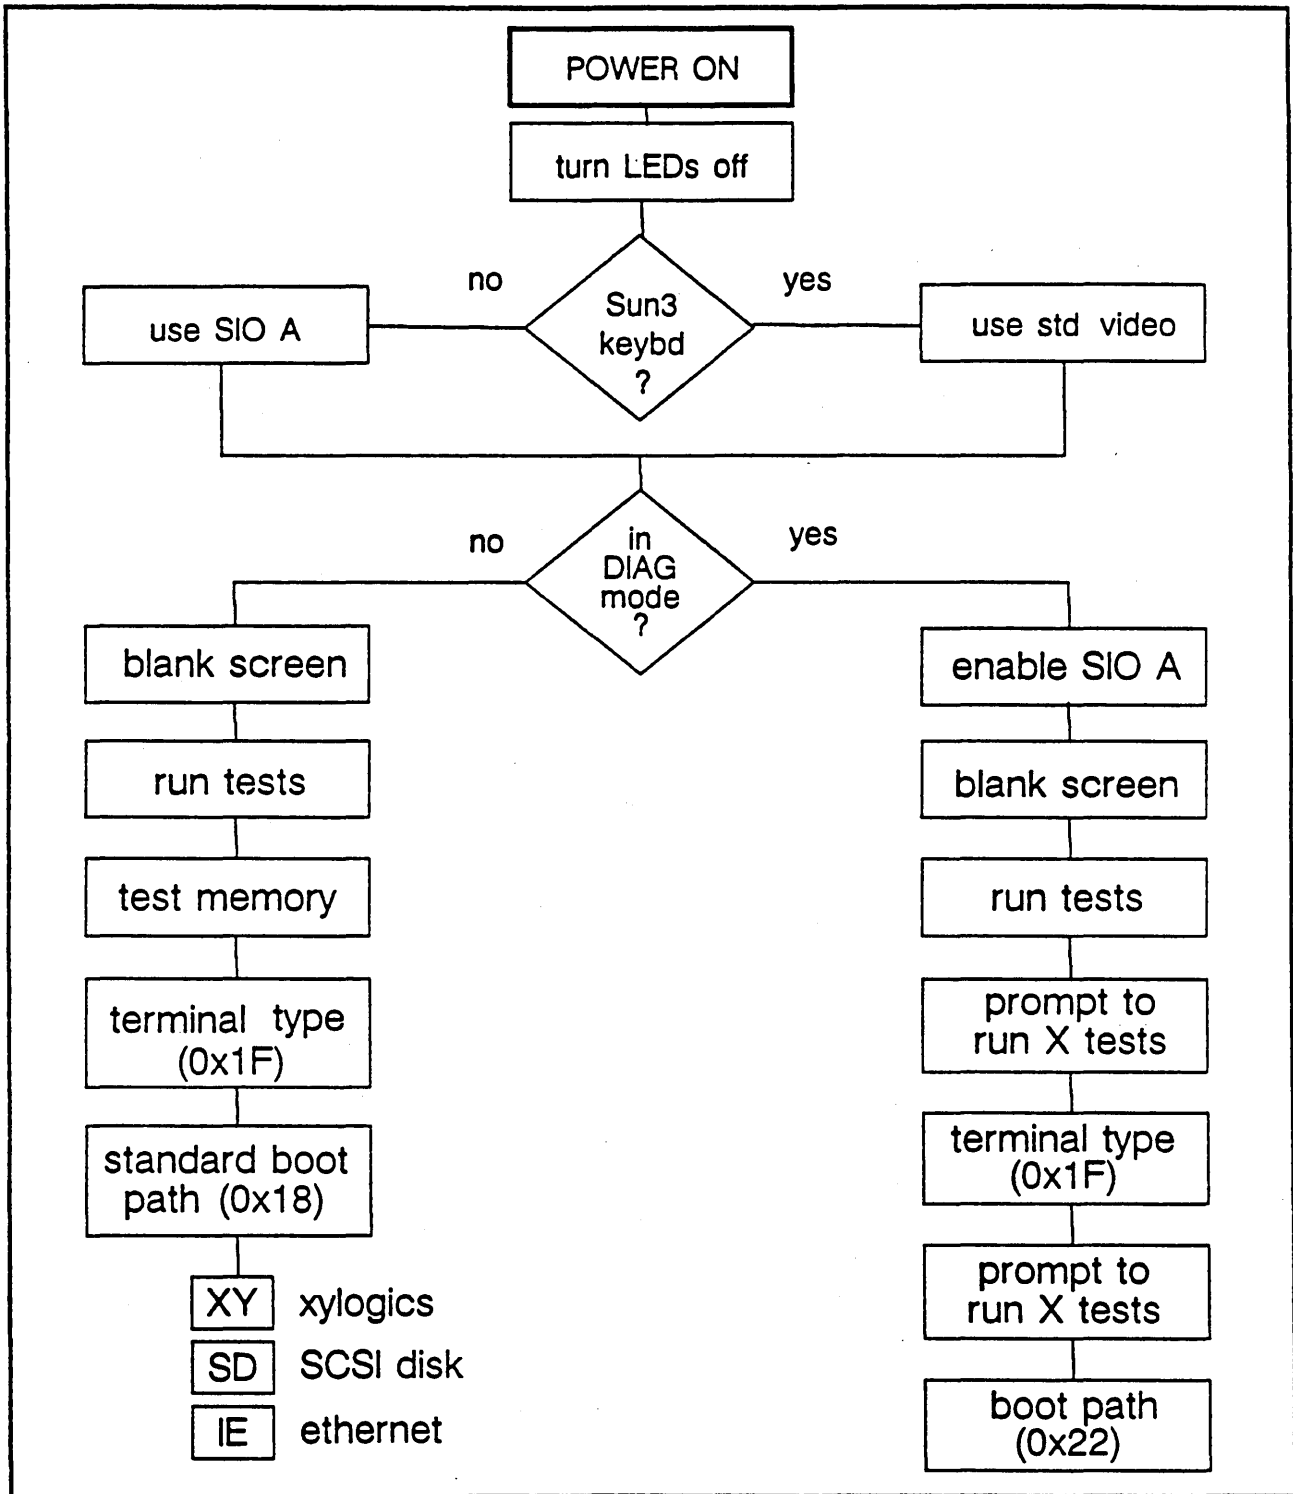 POWER ON
turn LEDs off
no
yes
use SIO A
Sun3
keybd
?
use std video
no
yes
in
DIAG
mode
?
blank screen
run tests
test memory
terminal type
(0x1F)
standard boot
path (0x18)
XY xylogics
SD SCSI disk
IE ethernet
enable SIO A
blank screen
run tests
prompt to
run X tests
terminal type
(0x1F)
prompt to
run X tests
boot path
(0x22)